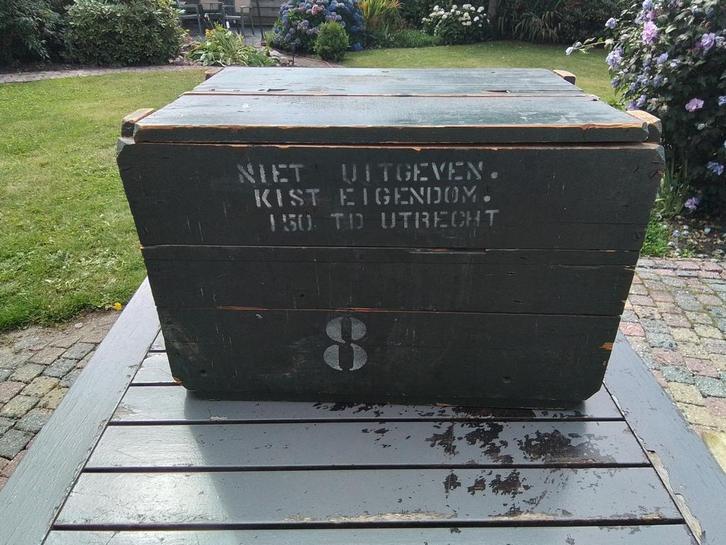 NIET UITGEVEN.
KIST EIGENDOM.
150 TD UTRECHT
8